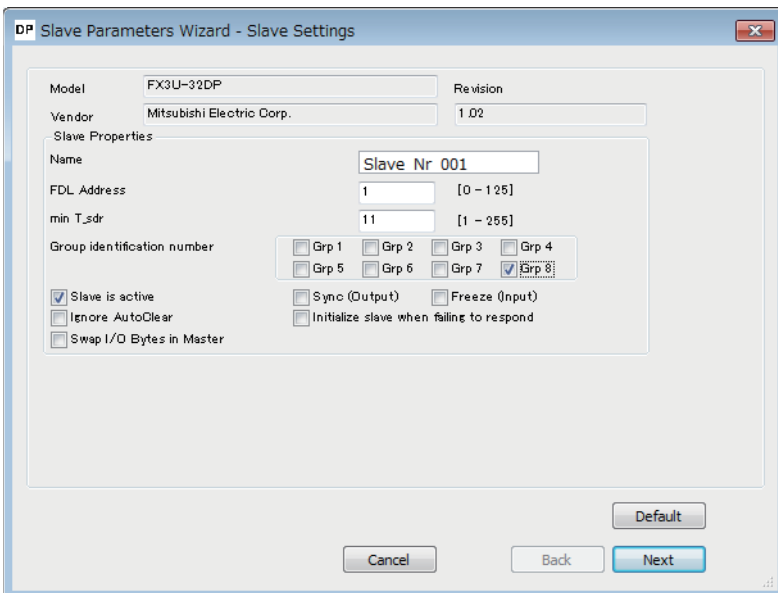 DP Slave Parameters Wizard - Slave Settings
Model FX3U-32DP Revision
Vendor Mitsubishi Electric Corp. 1.02
Slave Properties
Name Slave_Nr_001
FDL Address 1 [0 - 125]
min T_sdr 11 [1 - 255]
Group identification number Grp 1 Grp 2 Grp 3 Grp 4
Grp 5 Grp 6 Grp 7 Grp 8
Slave is active Sync (Output) Freeze (Input)
Ignore AutoClear Initialize slave when failing to respond
Swap I/O Bytes in Master
Default
Cancel Back Next